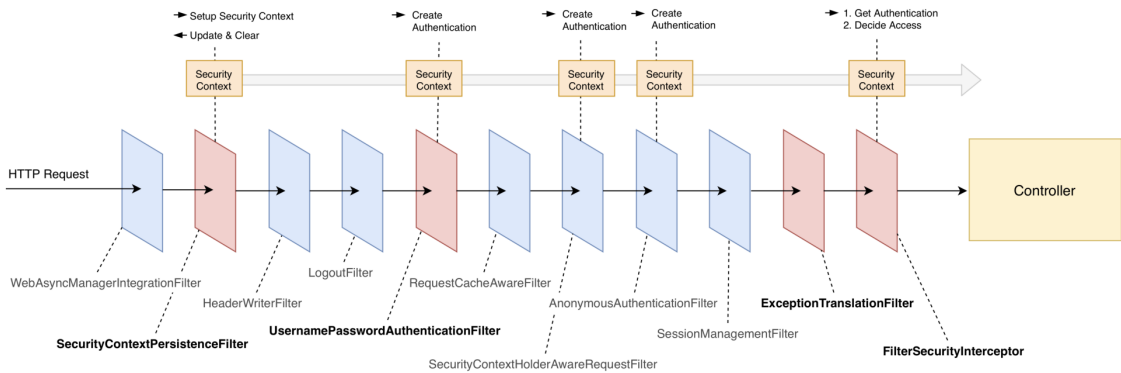 Setup Security Context
Update & Clear
Create
Authentication
Create
Authentication
Create
Authentication
1. Get Authentication
2. Decide Access
Security
Context
Security
Context
Security
Context
Security
Context
Security
Context
HTTP Request
Controller
WebAsyncManagerIntegrationFilter
SecurityContextPersistenceFilter
HeaderWriterFilter
LogoutFilter
UsernamePasswordAuthenticationFilter
RequestCacheAwareFilter
SecurityContextHolderAwareRequestFilter
AnonymousAuthenticationFilter
SessionManagementFilter
ExceptionTranslationFilter
FilterSecurityInterceptor